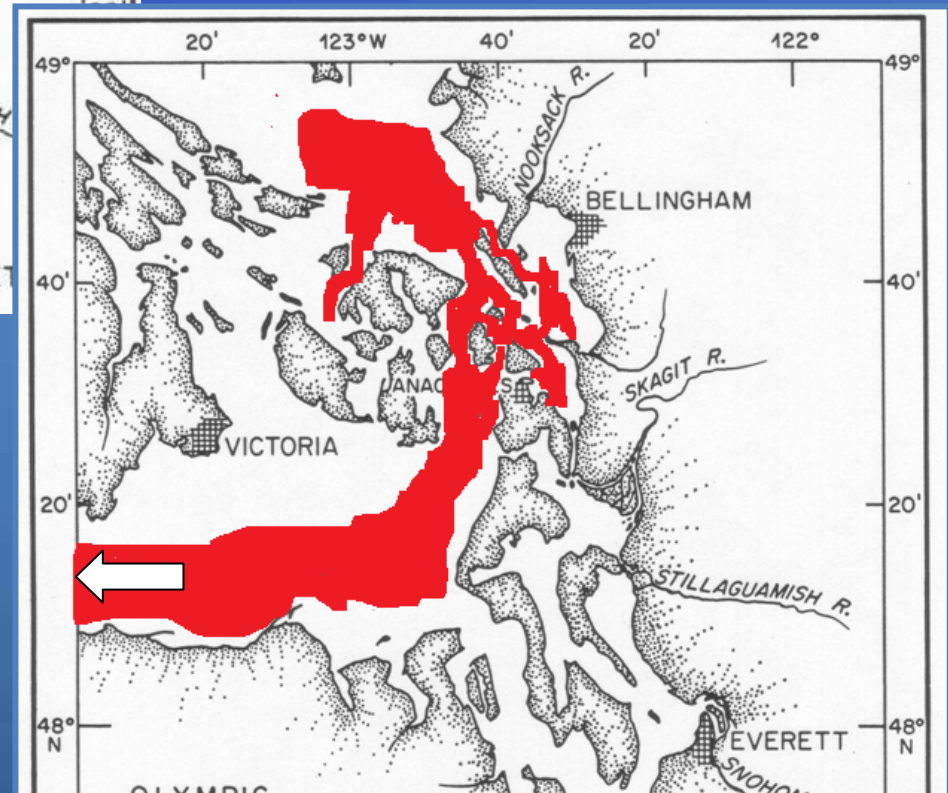 20' 123°W 40' 20' 122°
49° 49°
NOOKSACK R.
BELLINGHAM
40' 40'
SKAGIT R.
VICTORIA
20' 20'
STILLAGUAMISH R.
48° 48°
N N
EVERETT